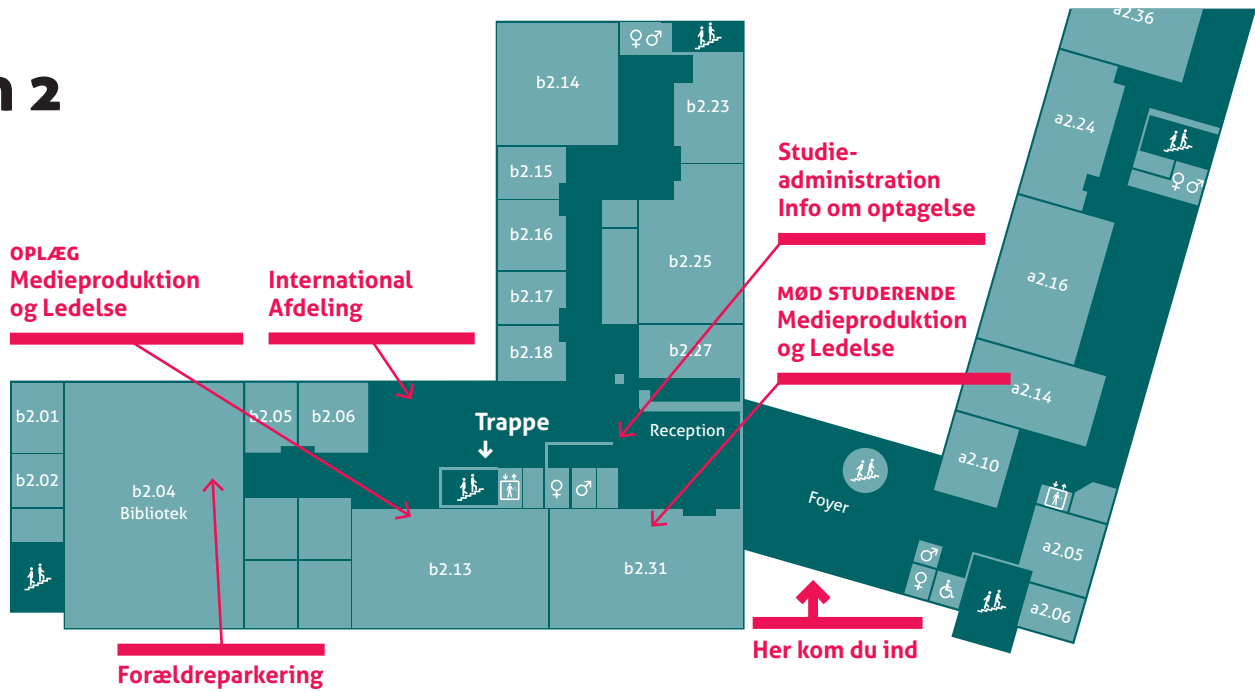 n 2
a2.36
b2.14
b2.23
a2.24
b2.15
Studie-
administration
Info om optagelse
b2.16
OPLÆG
Medieproduktion
og Ledelse
International
Afdeling
b2.25
a2.16
b2.17
MØD STUDERENDE
Medieproduktion
og Ledelse
b2.18
b2.27
a2.14
b2.01
b2.05
b2.06
Trappe
Reception
a2.10
b2.02
b2.04
Bibliotek
Foyer
a2.05
b2.13
b2.31
a2.06
Her kom du ind
Forældreparkering